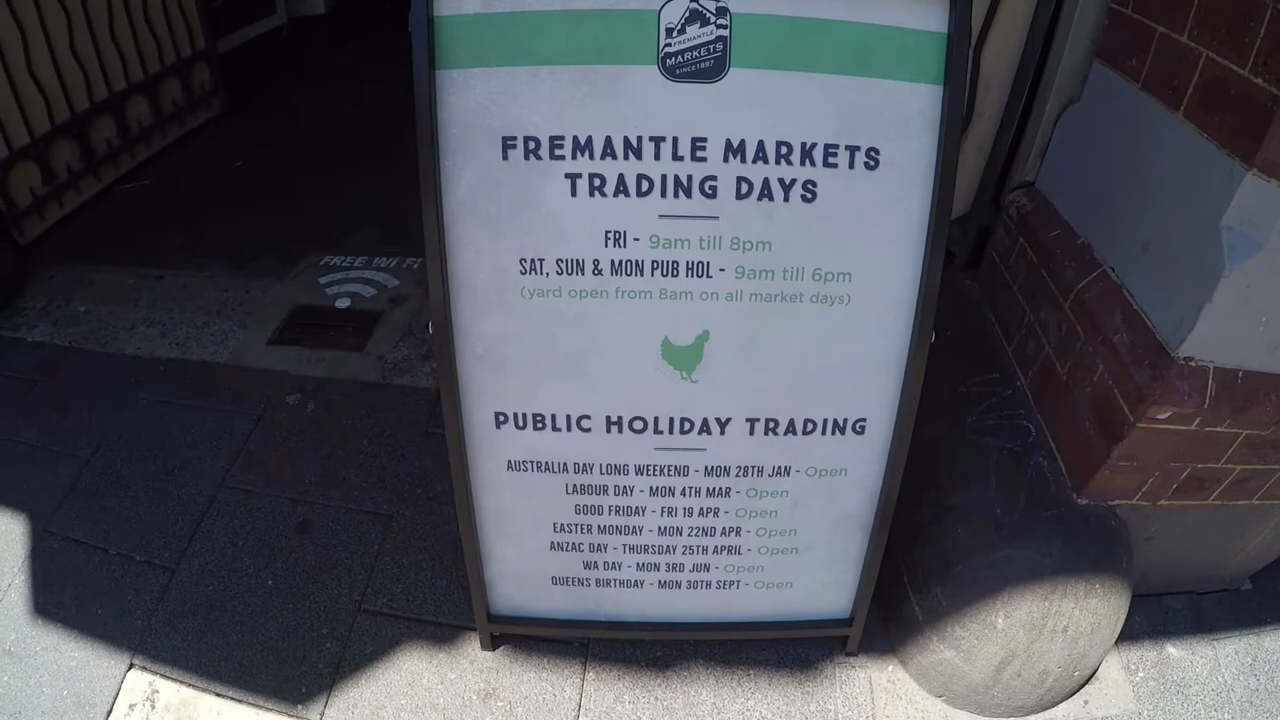 FREMANTLE
MARKETS
SINCE 1897
FREMANTLE MARKETS
TRADING DAYS
FRI - 9am till 8pm
SAT, SUN & MON PUB HOL - 9am till 6pm
(yard open from 8am on all market days)
FREE WI FI
PUBLIC HOLIDAY TRADING
AUSTRALIA DAY LONG WEEKEND - MON 28TH JAN - Open
LABOUR DAY - MON 4TH MAR - Open
GOOD FRIDAY - FRI 19 APR - Open
EASTER MONDAY - MON 22ND APR - Open
ANZAC DAY - THURSDAY 25TH APRIL - Open
WA DAY - MON 3RD JUN - Open
QUEENS BIRTHDAY - MON 30TH SEPT - Open